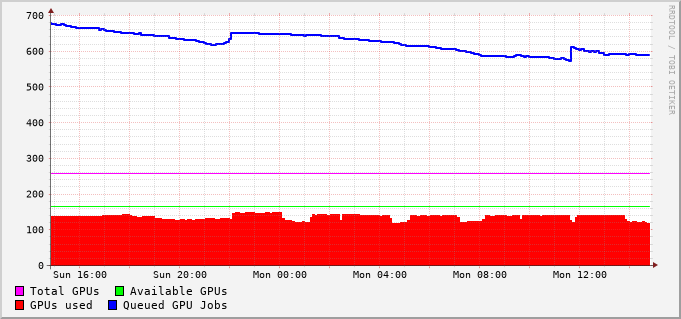 700
600
500
400
300
200
100
0
Sun 16:00 Sun 20:00 Mon 00:00 Mon 04:00 Mon 08:00 Mon 12:00
Total GPUs Available GPUs
GPUs used Queued GPU Jobs
RRDTOOL / TOBI OETIKER